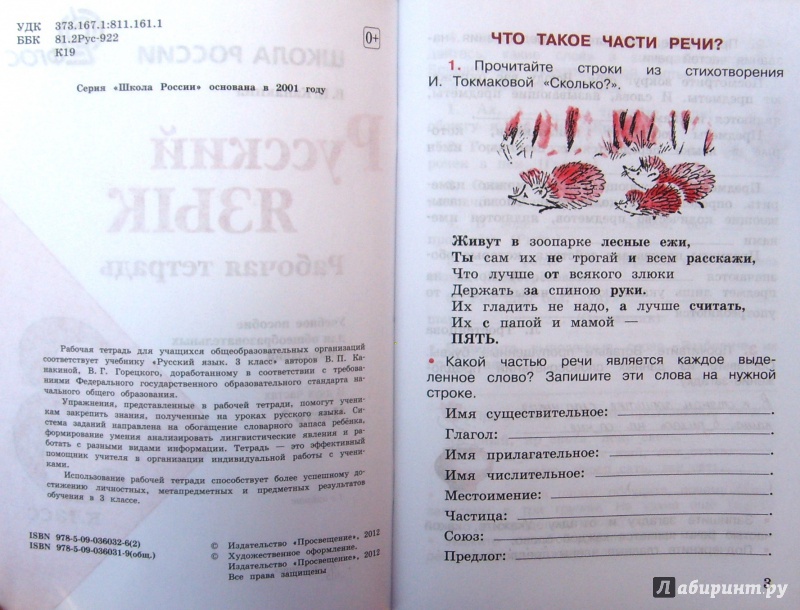 УДК 373.167.1:811.161.1
ББК 81.2Рус-922
К19
0+
Серия «Школа России» основана в 2001 году
Рабочая тетрадь для учащихся общеобразовательных организаций
соответствует учебнику «Русский язык. 3 класс» авторов В. П. Ка-
накиной, В. Г. Горецкого, доработанному в соответствии с требова-
ниями Федерального государственного образовательного стандарта на-
чального общего образования.
Упражнения, представленные в рабочей тетради, помогут учени-
кам закрепить знания, полученные на уроках русского языка. Си-
стема заданий направлена на обогащение словарного запаса ребёнка,
формирование умения анализировать лингвистические явления и ра-
ботать с разными видами информации. Тетрадь — это эффективный
помощник учителя в организации индивидуальной работы с учени-
ками.
Использование рабочей тетради способствует более успешному до-
стижению личностных, метапредметных и предметных результатов
обучения в 3 классе.
ISBN 978-5-09-036032-6(2)
ISBN 978-5-09-036031-9(общ.)
© Издательство «Просвещение», 2012
© Художественное оформление.
Издательство «Просвещение», 2012
Все права защищены
ЧТО ТАКОЕ ЧАСТИ РЕЧИ?
1. Прочитайте строки из стихотворения
И. Токмаковой «Сколько?».
Живут в зоопарке лесные ежи,
Ты сам их не трогай и всем расскажи,
Что лучше от всякого злюки
Держать за спиною руки.
Их гладить не надо, а лучше считать,
Их с папой и мамой —
ПЯТЬ.
• Какой частью речи является каждое выде-
ленное слово? Запишите эти слова на нужной
строке.
Имя существительное:
Глагол:
Имя прилагательное:
Имя числительное:
Местоимение:
Частица:
Союз:
Предлог:
3
Лабиринт.ру